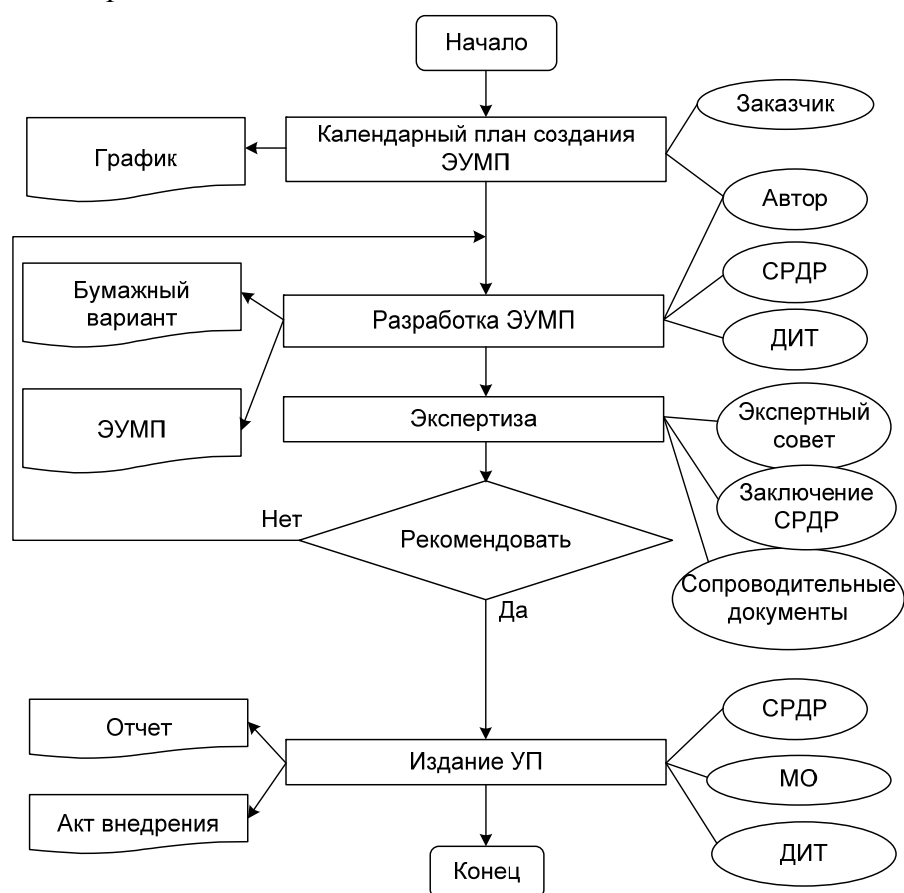 Начало
Заказчик
Календарный план создания
ЭУМП
График
Автор
СРДР
Бумажный
вариант
Разработка ЭУМП
ДИТ
ЭУМП
Экспертиза
Экспертный
совет
Заключение
СРДР
Нет
Рекомендовать
Сопроводительные
документы
Да
СРДР
Отчет
Издание УП
МО
Акт внедрения
ДИТ
Конец